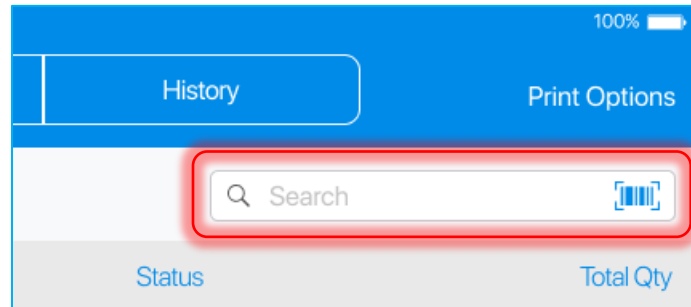 100%
History
Print Options
Search
Status
Total Qty